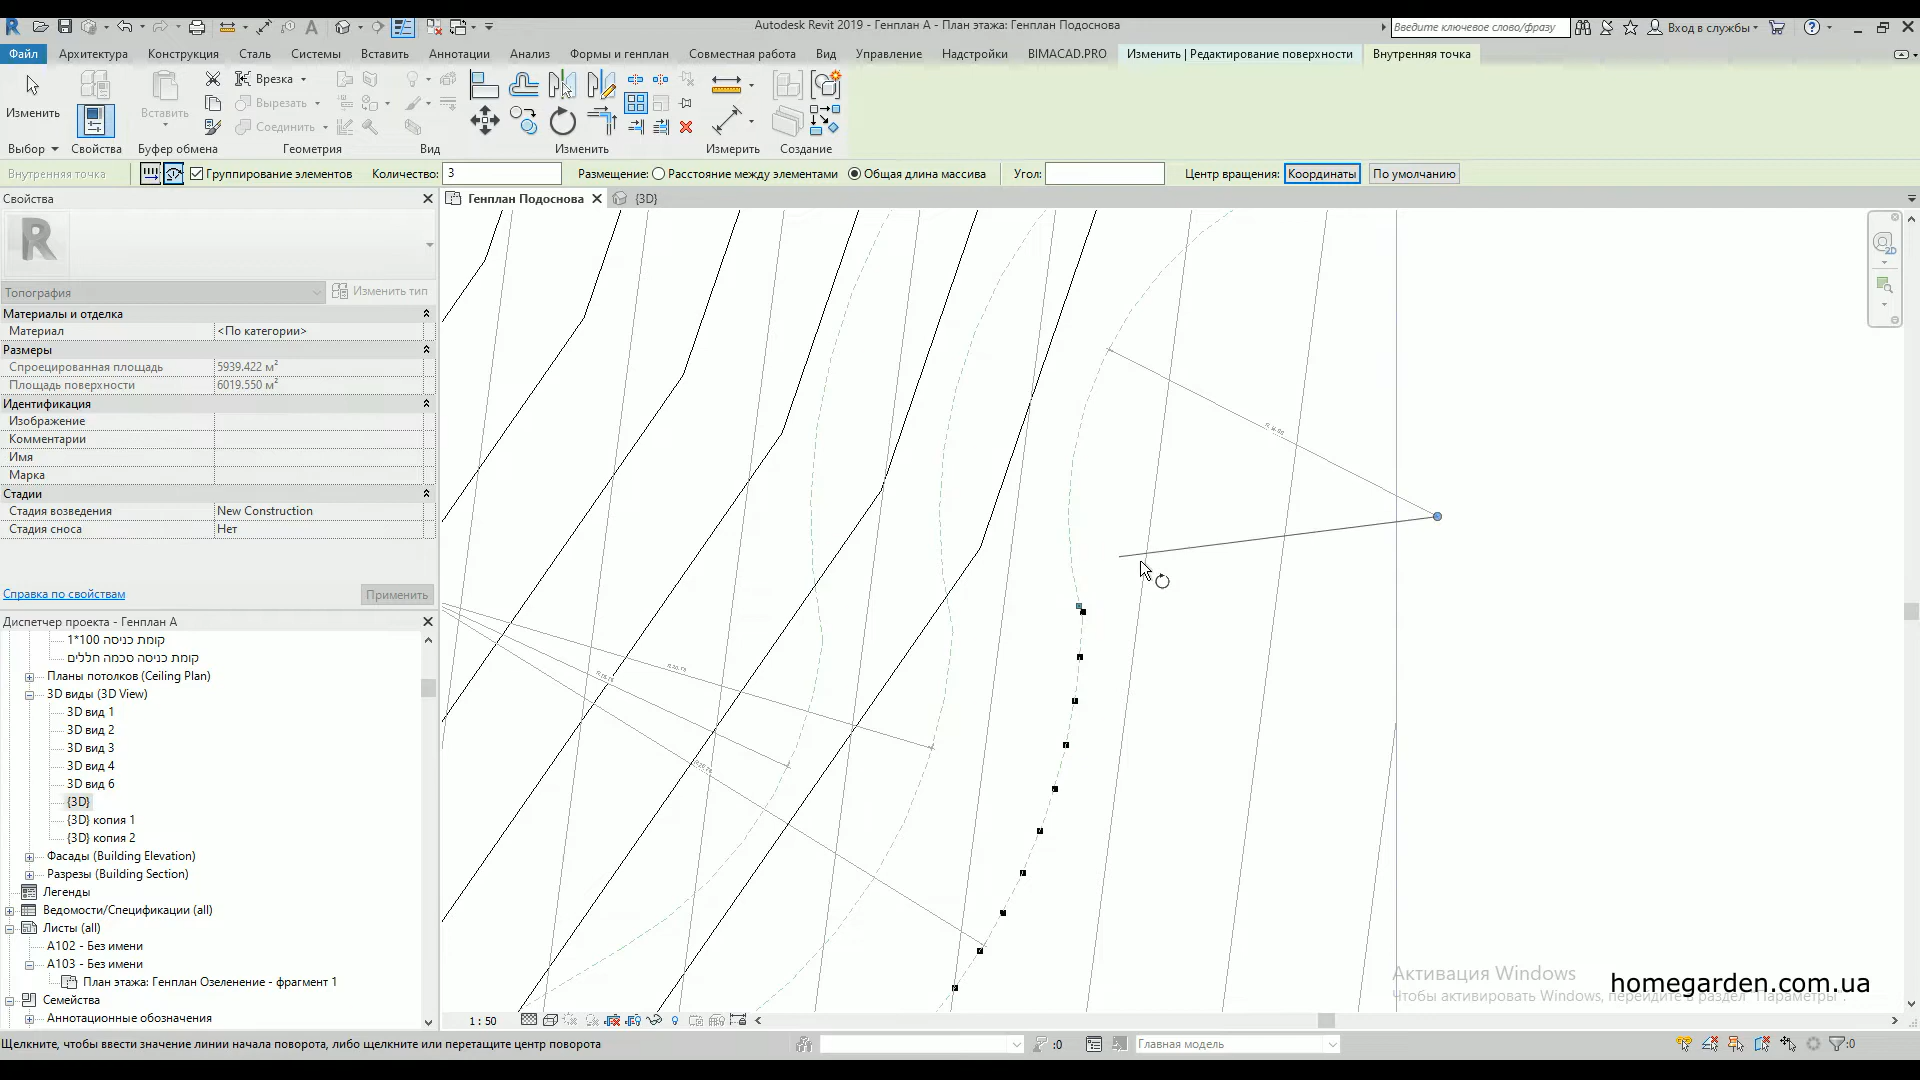 Autodesk Revit 2019 - Генплан А - План этажа: Генплан Подоснова
Введите ключевое слово/фразу
Вход в службы
Файл Архитектура Конструкция Сталь Системы Вставить Аннотации Анализ Формы и генплан Совместная работа Вид Управление Надстройки BIMACAD.PRO Изменить | Редактирование поверхности Внутренняя точка
Изменить
Вставить
Врезка
Вырезать
Соединить
Выбор Свойства Буфер обмена Геометрия Вид Изменить Измерить Создание
Внутренняя точка Группирование элементов Количество: 3 Размещение: Расстояние между элементами Общая длина массива Угол: Центр вращения: Координаты По умолчанию
Свойства
Генплан Подоснова {3D}
R
Топография Изменить тип
Материалы и отделка
Материал <По категории>
Размеры
Спроецированная площадь 5939.422 м²
Площадь поверхности 6019.550 м²
Идентификация
Изображение
Комментарии
Имя
Марка
Стадии
Стадия возведения New Construction
Стадия сноса Нет
Справка по свойствам Применить
Диспетчер проекта - Генплан А
קומת כניסה 100*1
קומת כניסה סכמה חללים
Планы потолков (Ceiling Plan)
3D виды (3D View)
3D вид 1
3D вид 2
3D вид 3
3D вид 4
3D вид 6
{3D}
{3D} копия 1
{3D} копия 2
Фасады (Building Elevation)
Разрезы (Building Section)
Легенды
Ведомости/Спецификации (all)
Листы (all)
A102 - Без имени
A103 - Без имени
План этажа: Генплан Озеленение - фрагмент 1
Семейства
Аннотационные обозначения
Активация Windows
Чтобы активировать Windows, перейдите в раздел "Параметры".
homegarden.com.ua
1 : 50
Щелкните, чтобы ввести значение линии начала поворота, либо щелкните или перетащите центр поворота
:0
Главная модель
:0